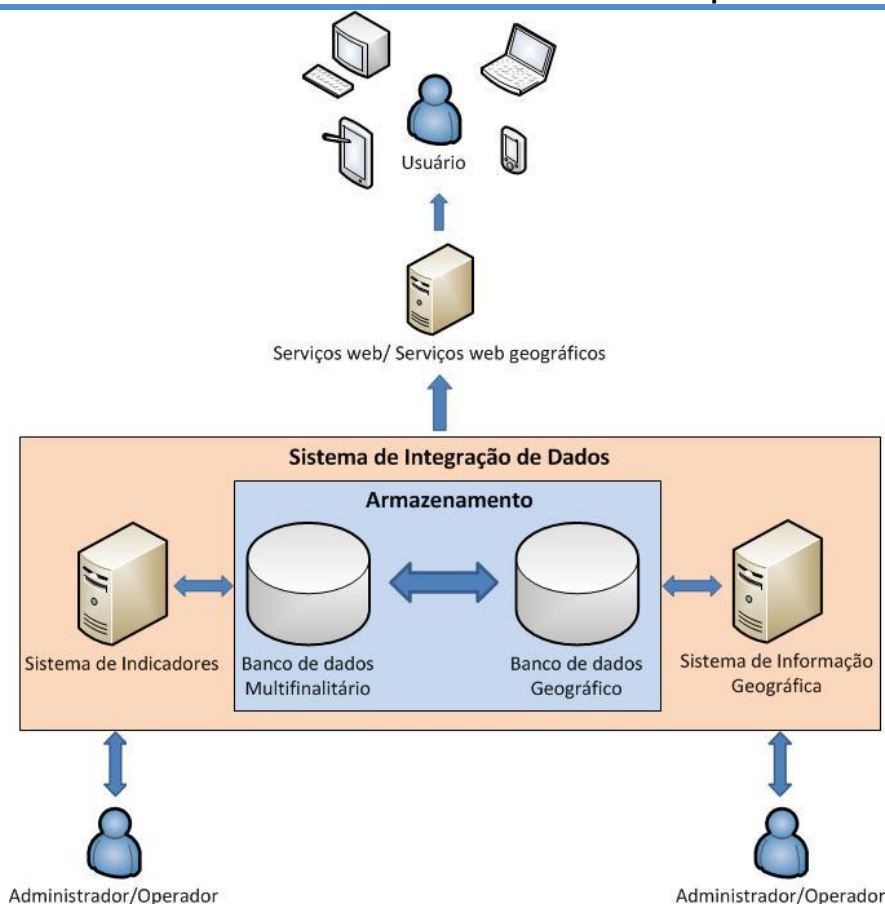 Usuário
Serviços web/ Serviços web geográficos
Sistema de Integração de Dados
Armazenamento
Sistema de Indicadores
Banco de dados
Multifinalitário
Banco de dados
Geográfico
Sistema de Informação
Geográfica
Administrador/Operador
Administrador/Operador